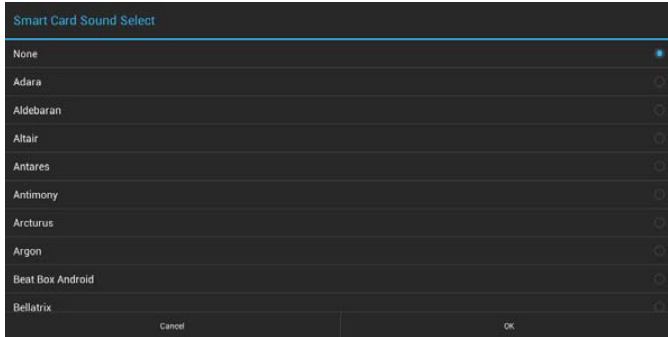 Smart Card Sound Select
None
Adara
Aldebaran
Altair
Antares
Antimony
Arcturus
Argon
Beat Box Android
Bellatrix
Cancel OK